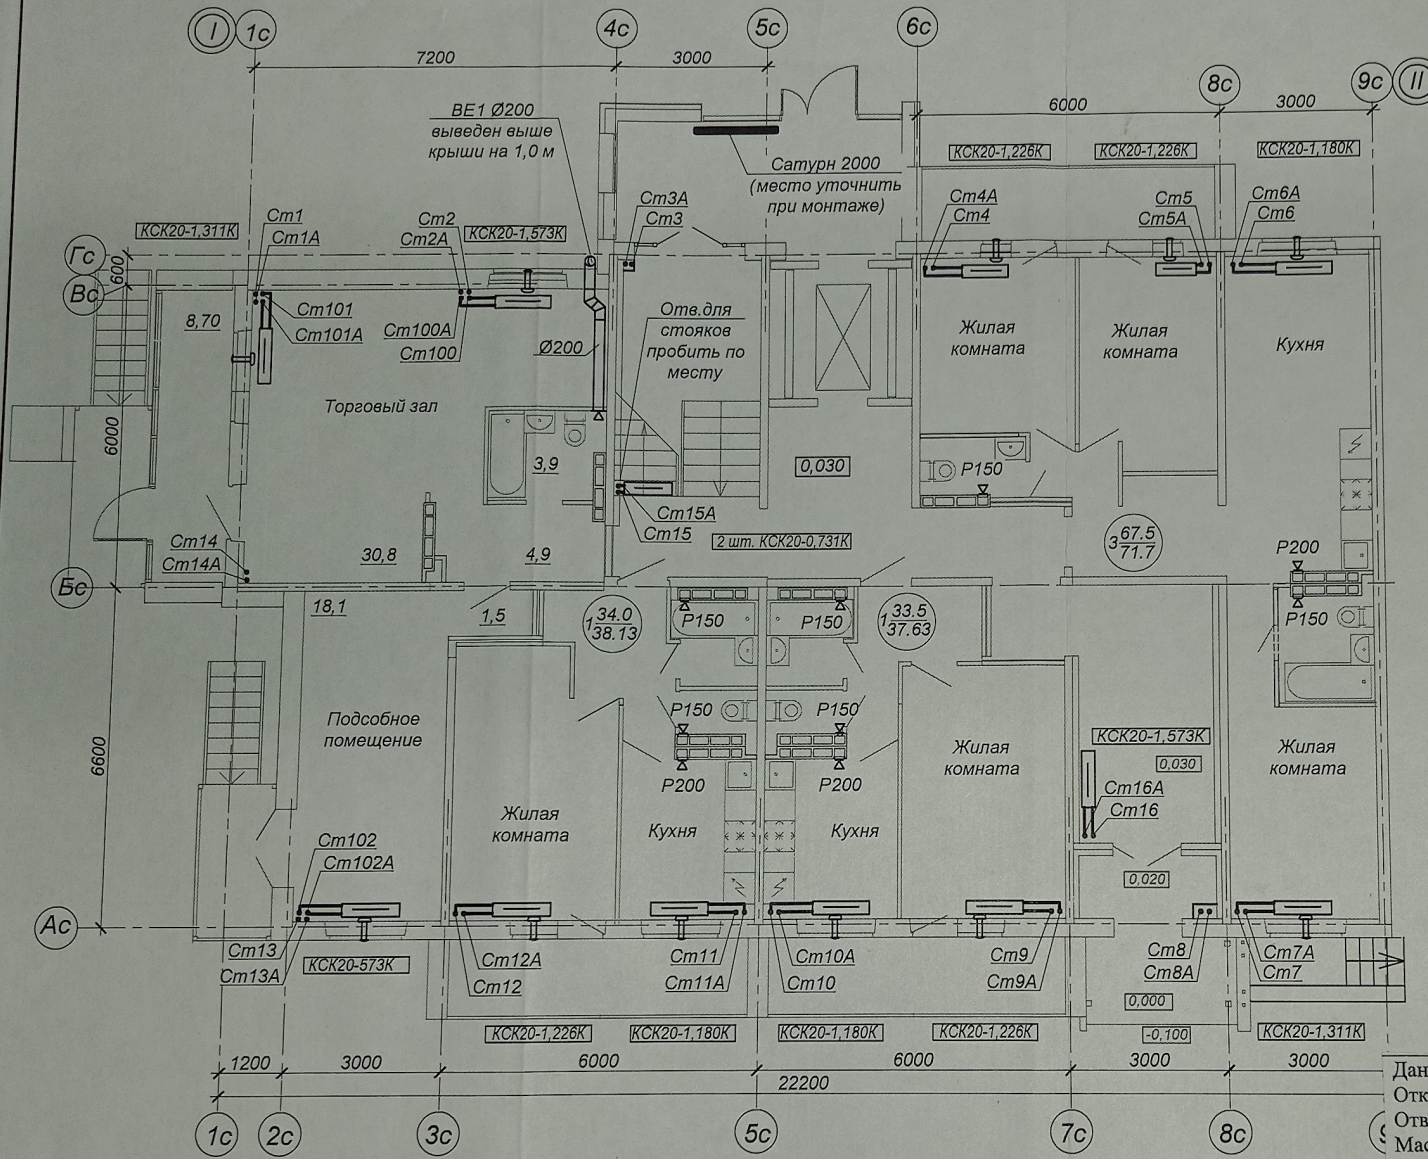 I
1с
4с
5с
6с
8с
9с
II
7200
3000
6000
3000
ВЕ1 Ø200
выведен выше
крыши на 1,0 м
Сатурн 2000
(место уточнить
при монтаже)
КСК20-1,226К
КСК20-1,226К
КСК20-1,180К
Ст3А
Ст3
Ст4А
Ст4
Ст5
Ст5А
Ст6А
Ст6
КСК20-1,311К
Ст1
Ст1А
Ст2
Ст2А
КСК20-1,573К
Гс
Вс
600
8,70
Ст101
Ст101А
Ст100А
Ст100
Ø200
Отв.для
стояков
пробить по
месту
Жилая
комната
Жилая
комната
Кухня
Торговый зал
6000
3,9
0,030
Р150
Ст15А
Ст15
2 шт. КСК20-0,731К
3 67.5
71.7
Р200
Ст14
Ст14А
30,8
4,9
Бс
18,1
1,5
1 34.0
38.13
Р150
Р150
1 33.5
37.63
Р150
6600
Подсобное
помещение
Р150
Р150
Р200
Р200
Жилая
комната
КСК20-1,573К
0,030
Жилая
комната
Ст16А
Ст16
Жилая
комната
Кухня
Кухня
Ст102
Ст102А
0,020
Ас
Ст13
Ст13А
КСК20-573К
Ст12А
Ст12
Ст11
Ст11А
Ст10А
Ст10
Ст9
Ст9А
Ст8
Ст8А
Ст7А
Ст7
0,000
-0,100
КСК20-1,226К
КСК20-1,180К
КСК20-1,180К
КСК20-1,226К
КСК20-1,311К
1200
3000
6000
6000
3000
3000
22200
1с
2с
3с
5с
7с
8с
Дан
Отк
Отв
Мас